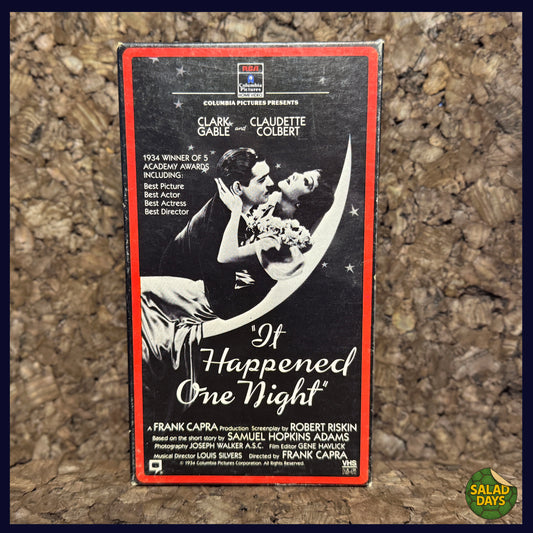 RCA
Columbia
Pictures
HOME VIDEO
COLUMBIA PICTURES PRESENTS
CLARK GABLE and CLAUDETTE COLBERT
1934 WINNER OF 5
ACADEMY AWARDS
INCLUDING:
Best Picture
Best Actor
Best Actress
Best Director
"It
Happened
One Night"
A FRANK CAPRA Production Screenplay by ROBERT RISKIN
Based on the short story by SAMUEL HOPKINS ADAMS
Photography JOSEPH WALKER A.S.C. Film Editor GENE HAVLICK
Musical Director LOUIS SILVERS Directed by FRANK CAPRA
© 1934 Columbia Pictures Corporation. All Rights Reserved.
VHS
SALAD
DAYS